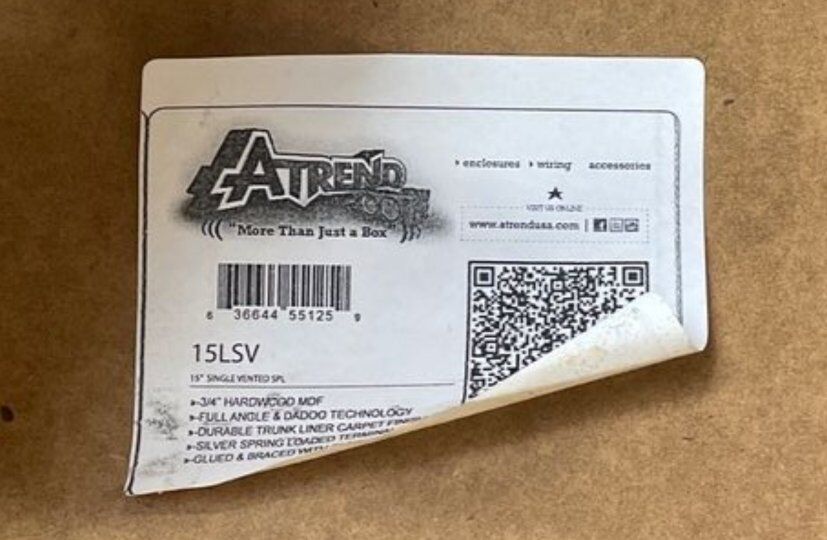 ATREND
.COM
"More Than Just a Box"
enclosures wiring accessories
VISIT US ONLINE
www.atrendusa.com
6 36644 55125 9
15LSV
15" SINGLE VENTED SPL
-3/4" HARDWOOD MDF
-FULL ANGLE & DADDO TECHNOLOGY
-DURABLE TRUNK LINER CARPET
-SILVER SPRING LOADED
-GLUED & BRACED